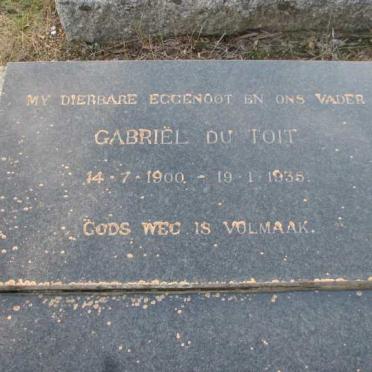 MY DIERBARE EGGENOOT EN ONS VADER
GABRIËL DU TOIT
14-7-1900 - 19-1-1935.
GODS WEG IS VOLMAAK.